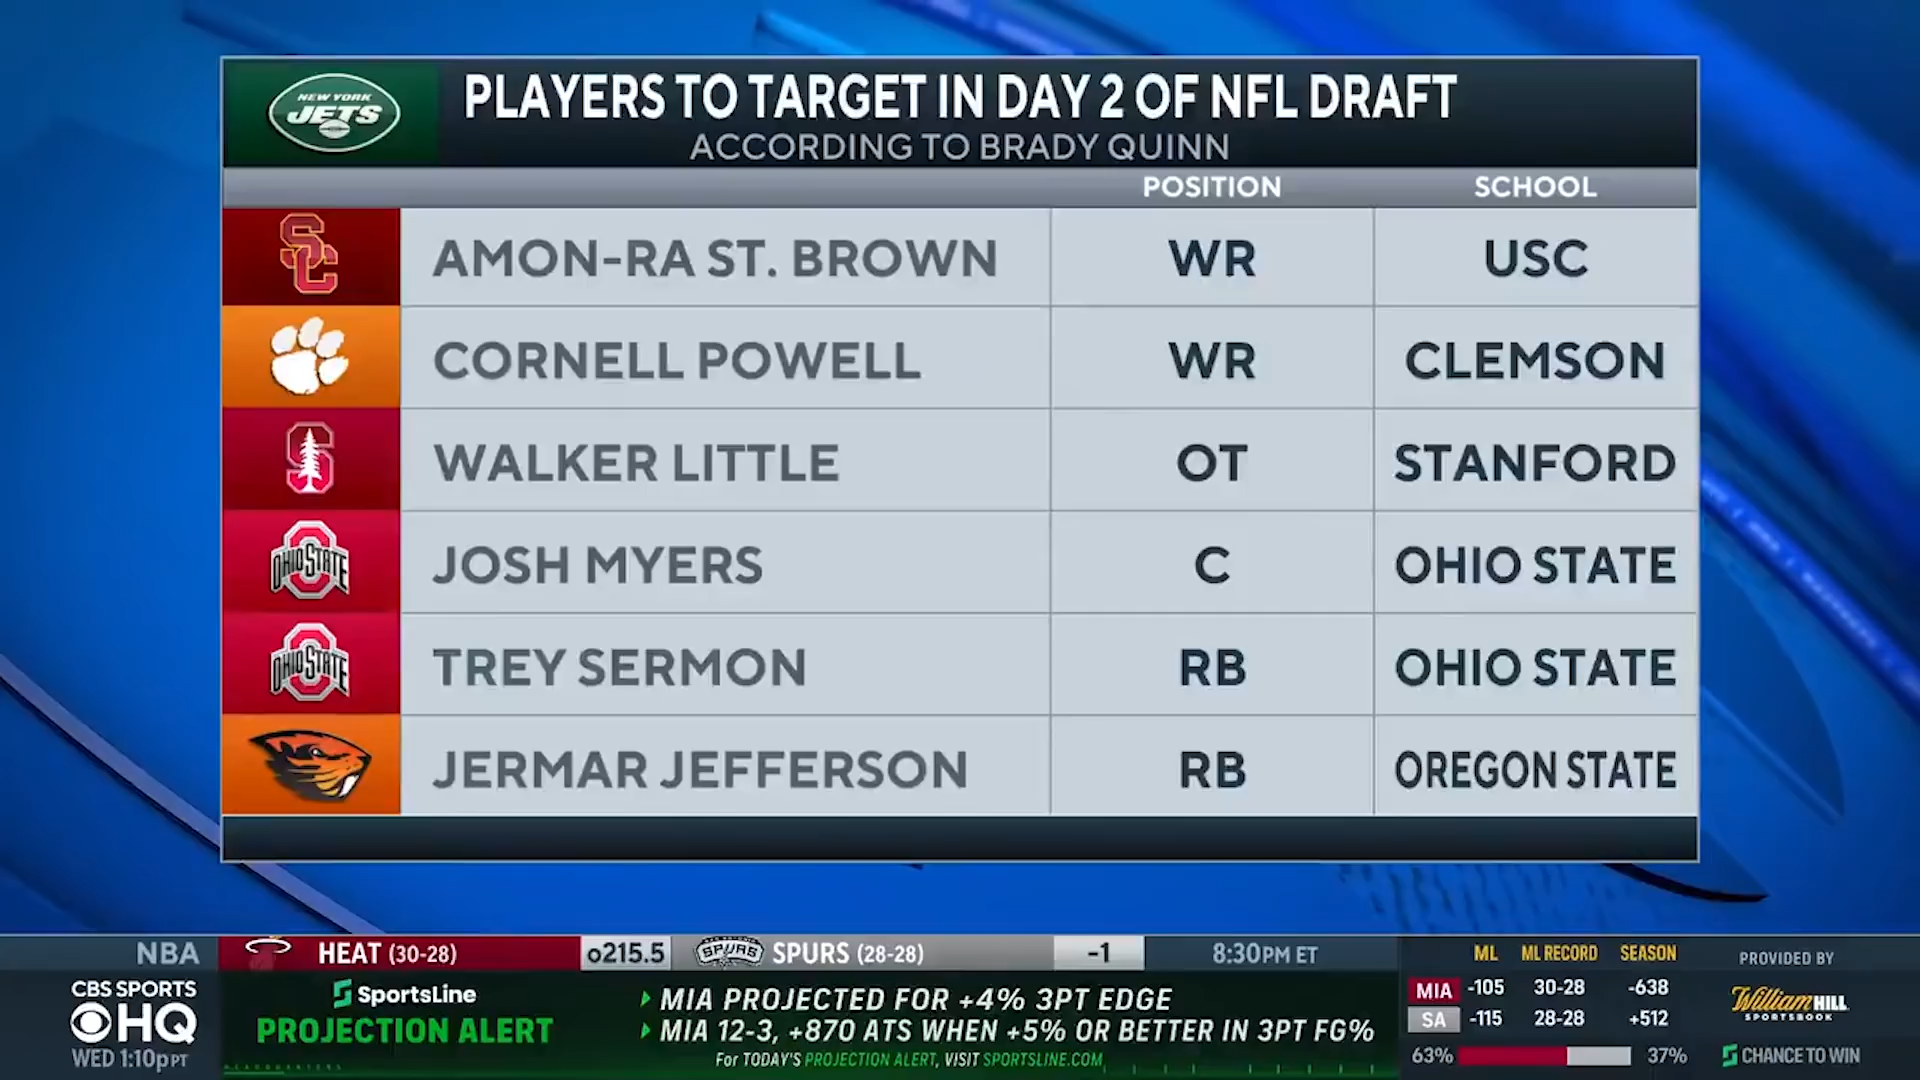 NEW YORK
JETS
PLAYERS TO TARGET IN DAY 2 OF NFL DRAFT
ACCORDING TO BRADY QUINN
POSITION SCHOOL
SC AMON-RA ST. BROWN WR USC
CORNELL POWELL WR CLEMSON
S WALKER LITTLE OT STANFORD
OHIO STATE JOSH MYERS C OHIO STATE
OHIO STATE TREY SERMON RB OHIO STATE
JERMAR JEFFERSON RB OREGON STATE
NBA HEAT (30-28) o215.5 SPURS SPURS (28-28) -1 8:30PM ET
CBS SPORTS
HQ
WED 1:10PPT
SportsLine
PROJECTION ALERT
MIA PROJECTED FOR +4% 3PT EDGE
MIA 12-3, +870 ATS WHEN +5% OR BETTER IN 3PT FG%
For TODAY'S PROJECTION ALERT, VISIT SPORTSLINE.COM
ML ML RECORD SEASON
MIA -105 30-28 -638
SA -115 28-28 +512
63% 37%
PROVIDED BY
William HILL
SPORTSBOOK
S CHANCE TO WIN